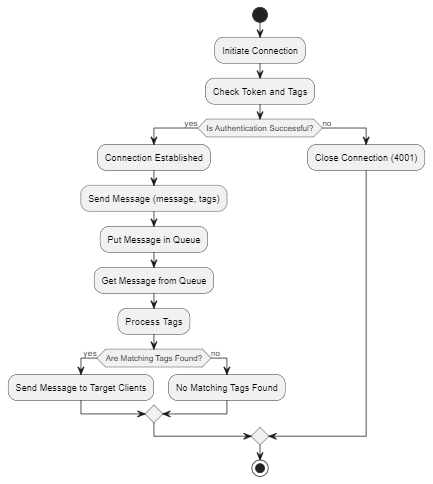 Initiate Connection
Check Token and Tags
yes
Is Authentication Successful?
no
Connection Established
Close Connection (4001)
Send Message (message, tags)
Put Message in Queue
Get Message from Queue
Process Tags
yes
Are Matching Tags Found?
no
Send Message to Target Clients
No Matching Tags Found